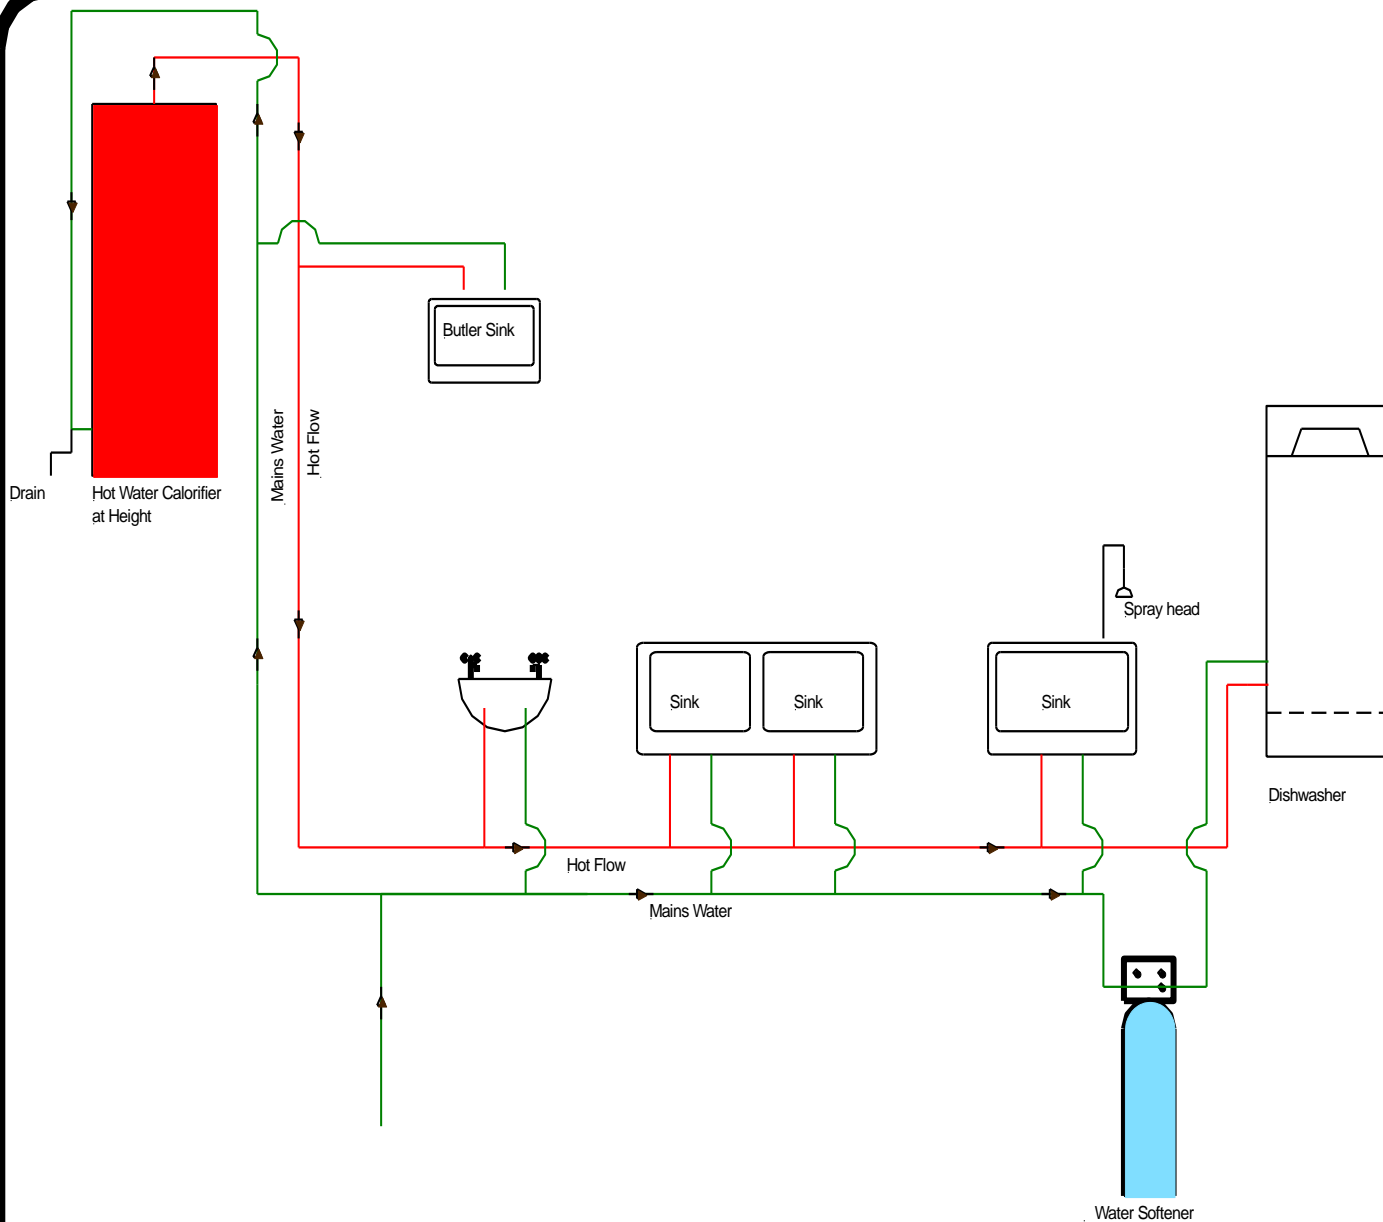 Butler Sink
Mains Water
Hot Flow
Drain
Hot Water Calorifier
at Height
Spray head
Sink
Sink
Sink
Dishwasher
Hot Flow
Mains Water
Water Softener